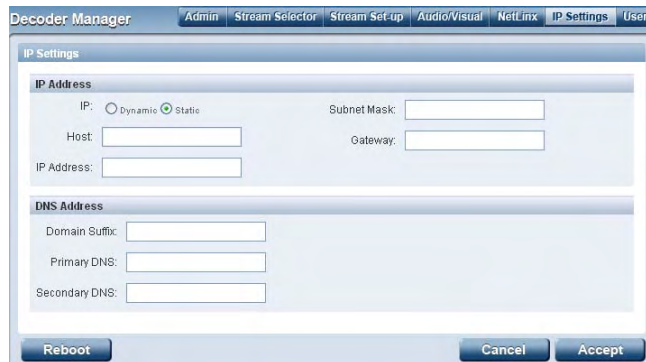 Decoder Manager
Admin Stream Selector Stream Set-up Audio/Visual NetLinx IP Settings User
IP Settings
IP Address
IP: Dynamic Static Subnet Mask:
Host: Gateway:
IP Address:
DNS Address
Domain Suffix:
Primary DNS:
Secondary DNS:
Reboot Cancel Accept